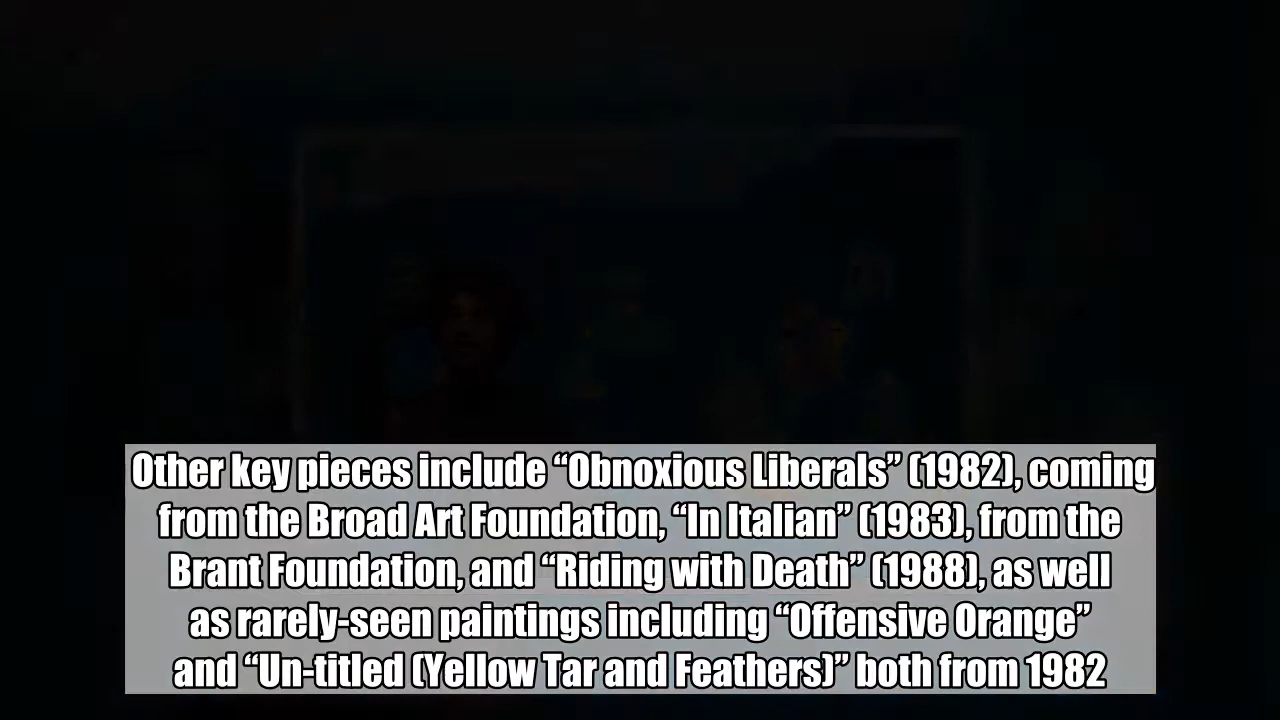 Other key pieces include “Obnoxious Liberals” (1982), coming
from the Broad Art Foundation, “In Italian” (1983), from the
Brant Foundation, and “Riding with Death” (1988), as well
as rarely-seen paintings including “Offensive Orange”
and “Un-titled (Yellow Tar and Feathers)” both from 1982